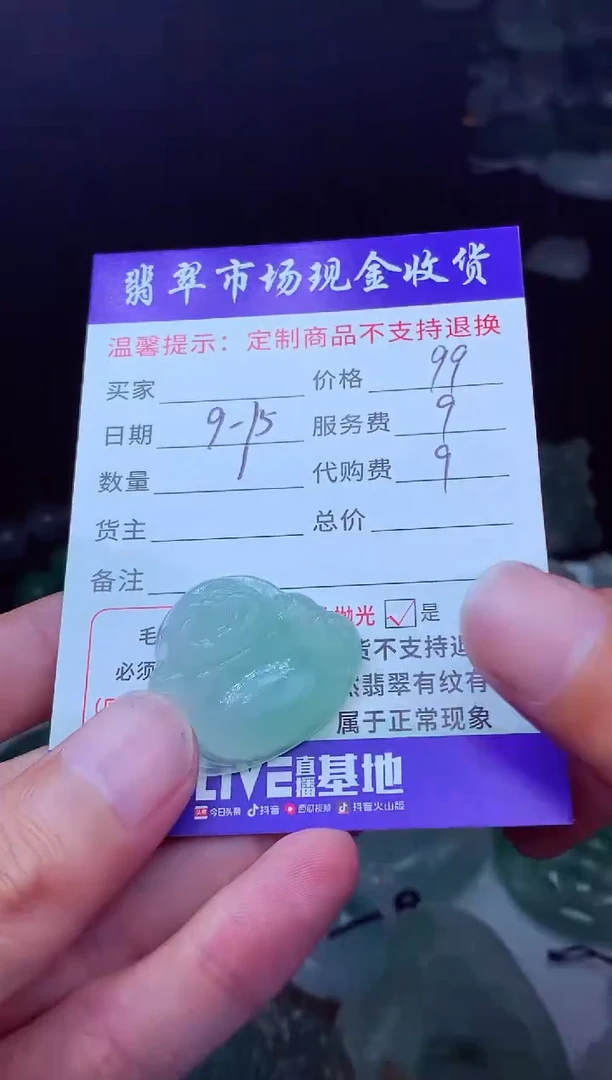 翡翠市场现金收货
温馨提示：定制商品不支持退换
买家 价格 99
日期 9-15 服务费 9
数量 代购费 9
货主 总价
备注
抛光 ☑是
毛 货不支持退
必须 然翡翠有纹有
属于正常现象
LIVE直播基地
今日头条 抖音 西瓜视频 抖音火山版